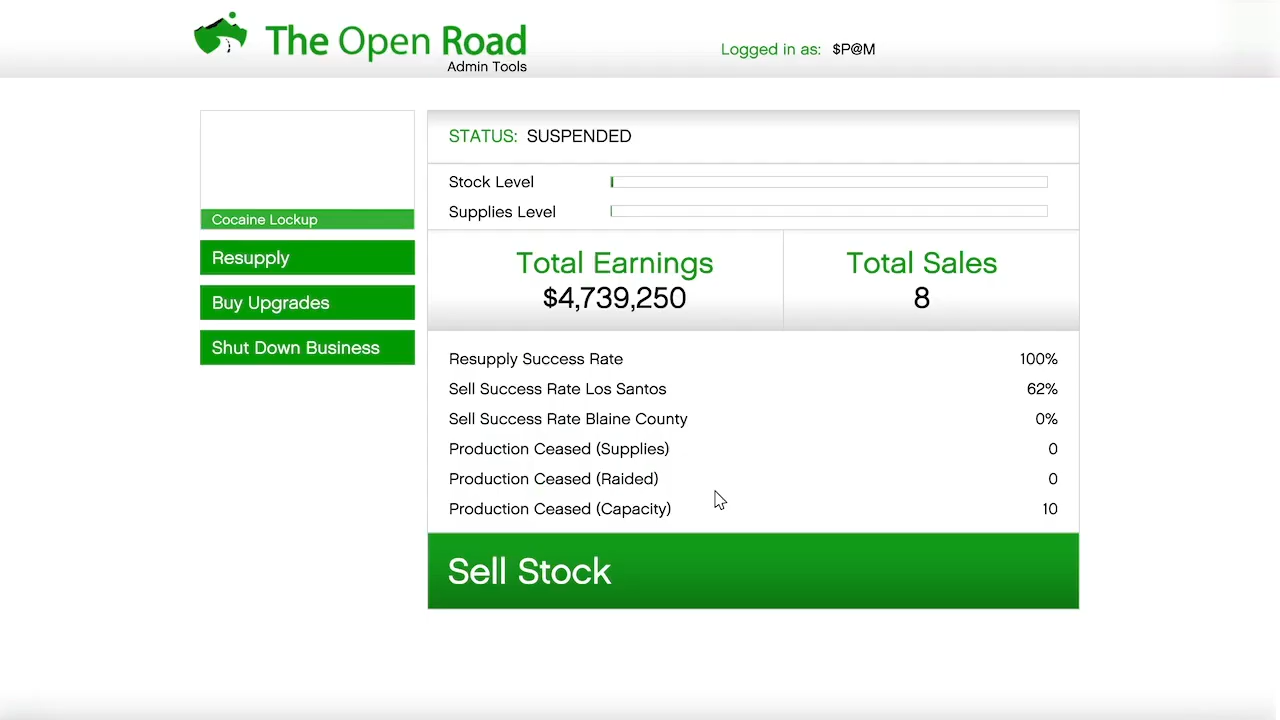 The Open Road
Admin Tools
Logged in as: $P@M
Cocaine Lockup
Resupply
Buy Upgrades
Shut Down Business
STATUS: SUSPENDED
Stock Level
Supplies Level
Total Earnings
$4,739,250
Total Sales
8
Resupply Success Rate 100%
Sell Success Rate Los Santos 62%
Sell Success Rate Blaine County 0%
Production Ceased (Supplies) 0
Production Ceased (Raided) 0
Production Ceased (Capacity) 10
Sell Stock